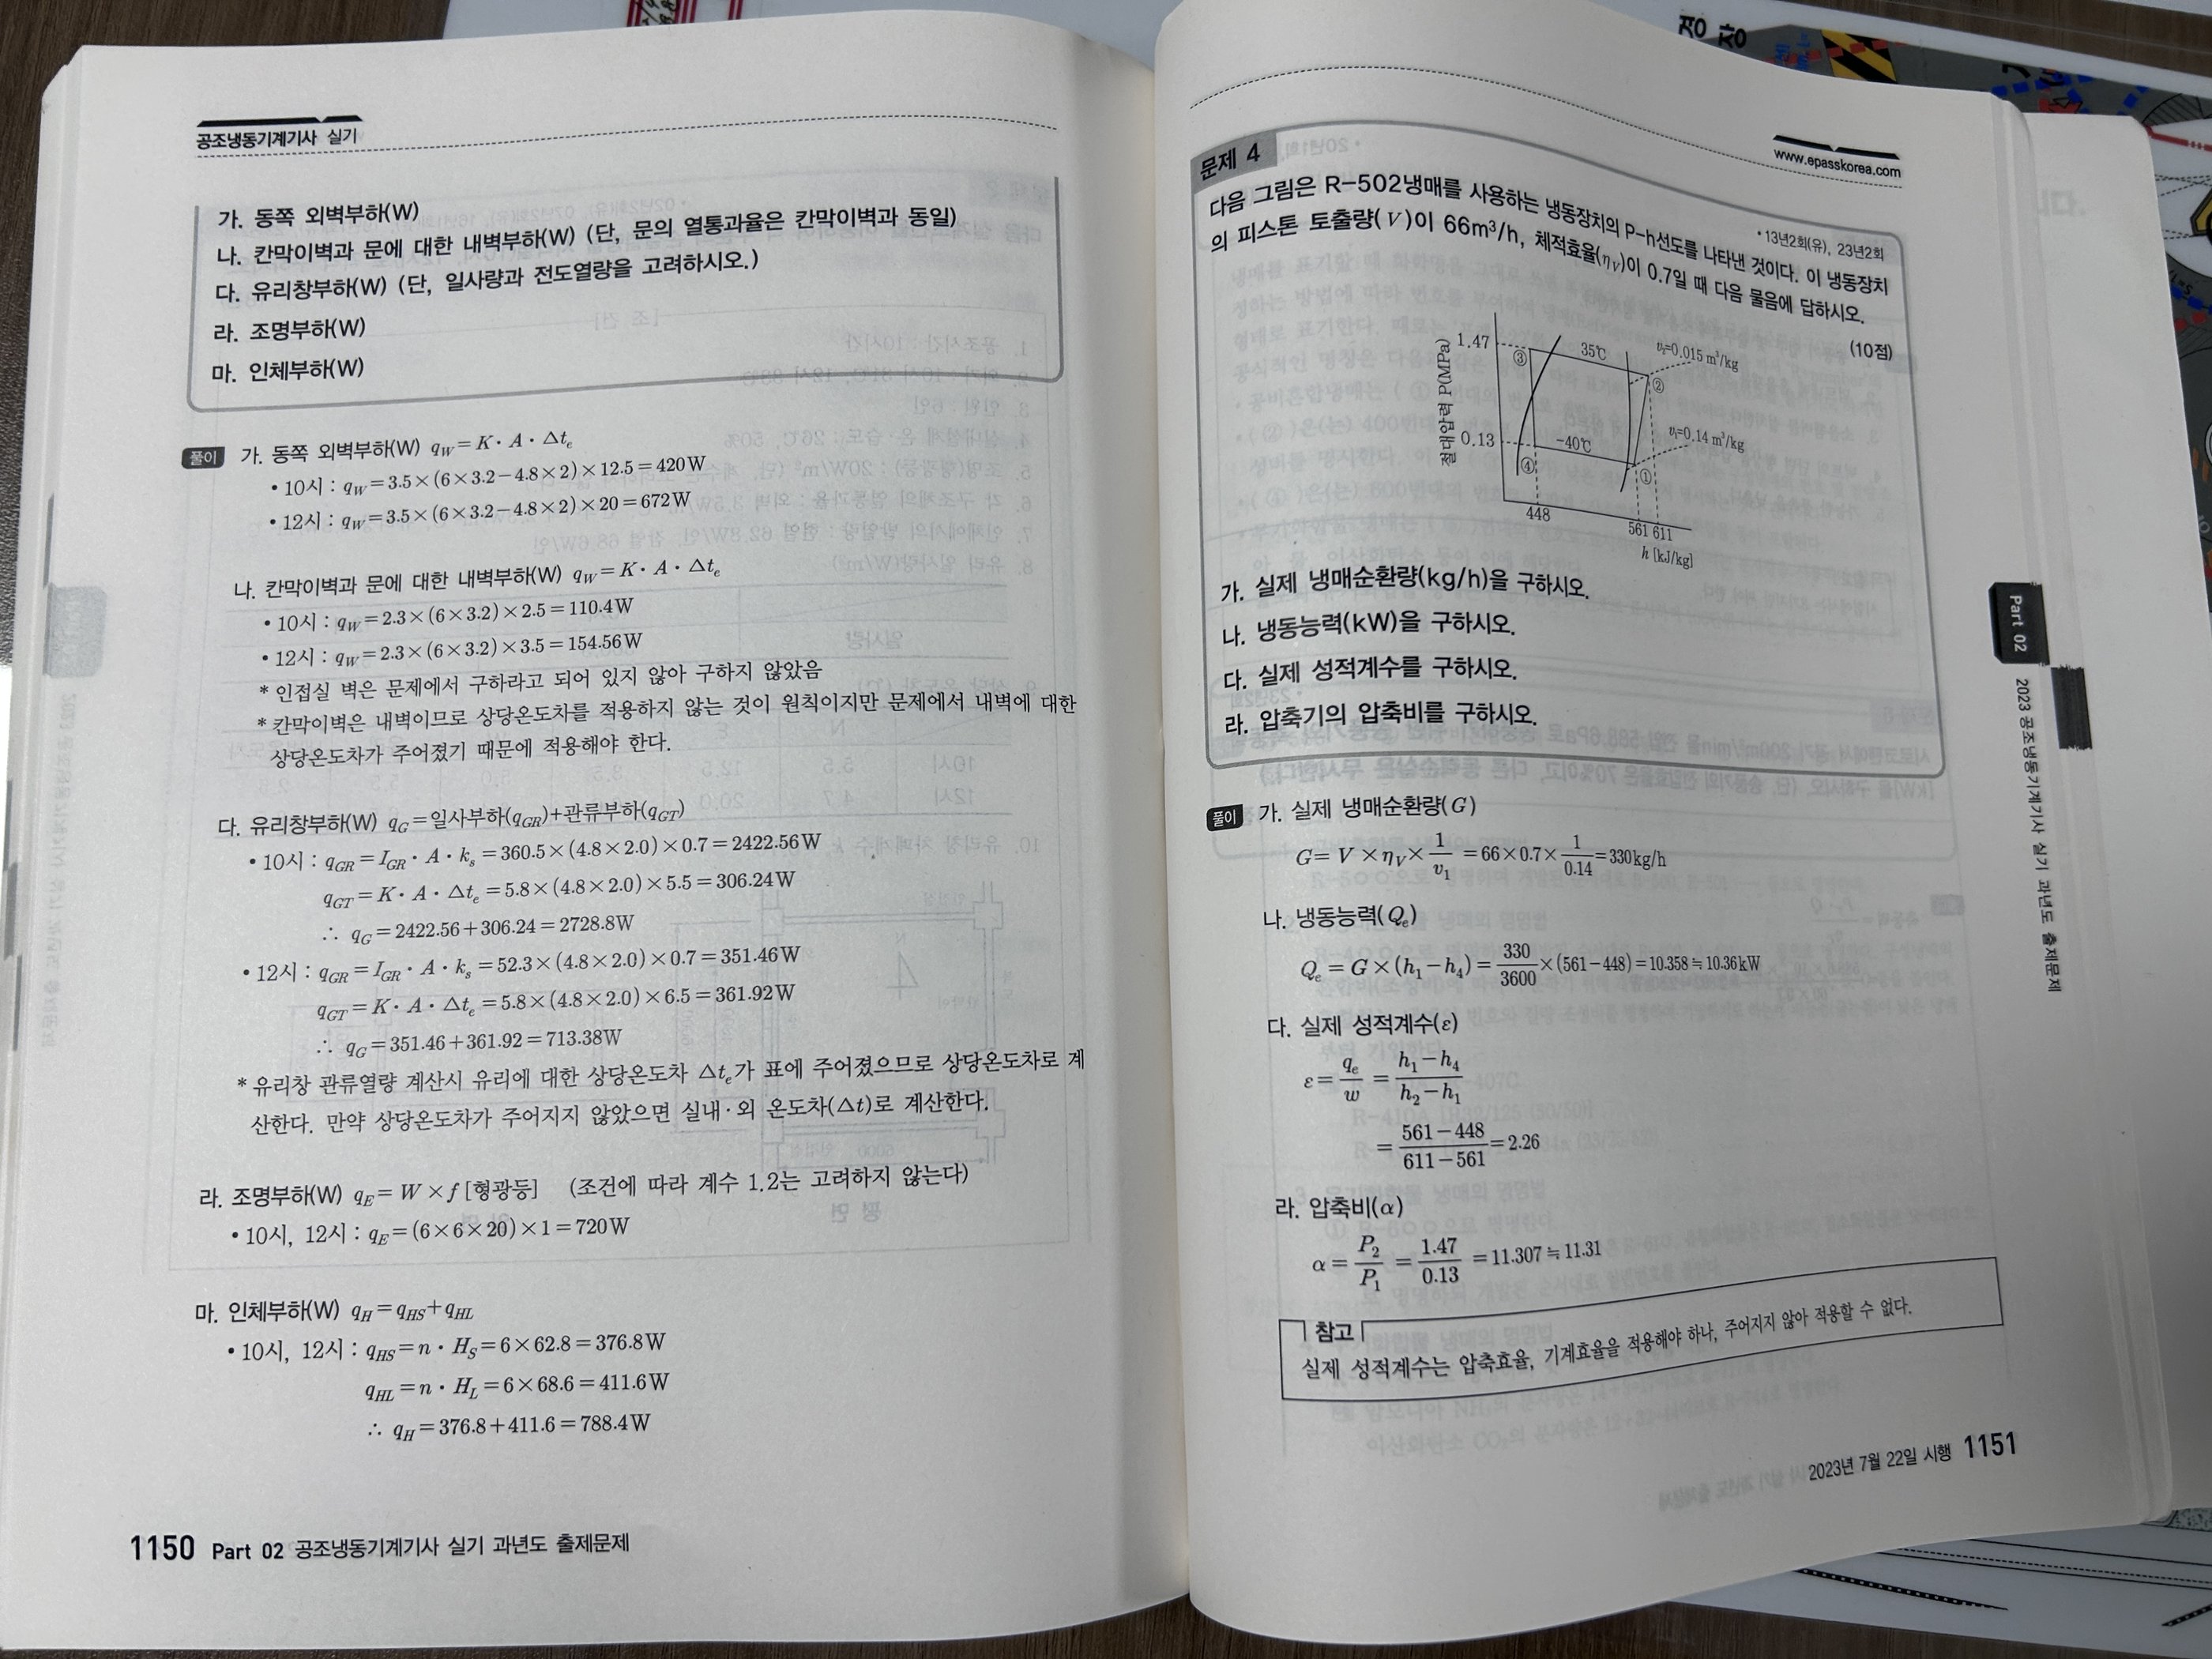 공조냉동기계기사 실기
가. 동쪽 외벽부하(W)
나. 칸막이벽과 문에 대한 내벽부하(W) (단, 문의 열통과율은 칸막이벽과 동일)
다. 유리창부하(W) (단, 일사량과 전도열량을 고려하시오.)
라. 조명부하(W)
마. 인체부하(W)
풀이 가. 동쪽 외벽부하(W) q_W = K · A · Δt_e
• 10시 : q_W = 3.5 × (6 × 3.2 − 4.8 × 2) × 12.5 = 420W
• 12시 : q_W = 3.5 × (6 × 3.2 − 4.8 × 2) × 20 = 672W
나. 칸막이벽과 문에 대한 내벽부하(W) q_W = K · A · Δt_e
• 10시 : q_W = 2.3 × (6 × 3.2) × 2.5 = 110.4W
• 12시 : q_W = 2.3 × (6 × 3.2) × 3.5 = 154.56W
* 인접실 벽은 문제에서 구하라고 되어 있지 않아 구하지 않았음
* 칸막이벽은 내벽이므로 상당온도차를 적용하지 않는 것이 원칙이지만 문제에서 내벽에 대한
상당온도차가 주어졌기 때문에 적용해야 한다.
다. 유리창부하(W) q_G = 일사부하(q_GR) + 관류부하(q_GT)
• 10시 : q_GR = I_GR · A · k_s = 360.5 × (4.8 × 2.0) × 0.7 = 2422.56W
q_GT = K · A · Δt_e = 5.8 × (4.8 × 2.0) × 5.5 = 306.24W
∴ q_G = 2422.56 + 306.24 = 2728.8W
• 12시 : q_GR = I_GR · A · k_s = 52.3 × (4.8 × 2.0) × 0.7 = 351.46W
q_GT = K · A · Δt_e = 5.8 × (4.8 × 2.0) × 6.5 = 361.92W
∴ q_G = 351.46 + 361.92 = 713.38W
* 유리창 관류열량 계산시 유리에 대한 상당온도차 Δt_e가 표에 주어졌으므로 상당온도차로 계
산한다. 만약 상당온도차가 주어지지 않았으면 실내·외 온도차(Δt)로 계산한다.
라. 조명부하(W) q_E = W × f [형광등] (조건에 따라 계수 1.2는 고려하지 않는다)
• 10시, 12시 : q_E = (6 × 6 × 20) × 1 = 720W
마. 인체부하(W) q_H = q_HS + q_HL
• 10시, 12시 : q_HS = n · H_S = 6 × 62.8 = 376.8W
q_HL = n · H_L = 6 × 68.6 = 411.6W
∴ q_H = 376.8 + 411.6 = 788.4W
1150 Part 02 공조냉동기계기사 실기 과년도 출제문제
www.epasskorea.com
문제 4
• 13년2회(유), 23년2회
다음 그림은 R-502냉매를 사용하는 냉동장치의 P-h선도를 나타낸 것이다. 이 냉동장치
의 피스톤 토출량(V)이 66m³/h, 체적효율(η_V)이 0.7일 때 다음 물음에 답하시오.
(10점)
절대압력 P(MPa)
1.47
③
35℃
v₂=0.015 m³/kg
②
0.13
④
-40℃
v₁=0.14 m³/kg
①
448
561 611
h [kJ/kg]
가. 실제 냉매순환량(kg/h)을 구하시오.
나. 냉동능력(kW)을 구하시오.
다. 실제 성적계수를 구하시오.
라. 압축기의 압축비를 구하시오.
풀이 가. 실제 냉매순환량(G)
G = V × η_V × 1/v₁ = 66 × 0.7 × 1/0.14 = 330kg/h
나. 냉동능력(Q_e)
Q_e = G × (h₁ − h₄) = 330/3600 × (561 − 448) = 10.358 ≒ 10.36kW
다. 실제 성적계수(ε)
ε = q_e/w = (h₁ − h₄)/(h₂ − h₁)
= (561 − 448)/(611 − 561) = 2.26
라. 압축비(α)
α = P₂/P₁ = 1.47/0.13 = 11.307 ≒ 11.31
참고
실제 성적계수는 압축효율, 기계효율을 적용해야 하나, 주어지지 않아 적용할 수 없다.
2023년 7월 22일 시행 1151
Part 02
2023 공조냉동기계기사 실기 과년도 출제문제